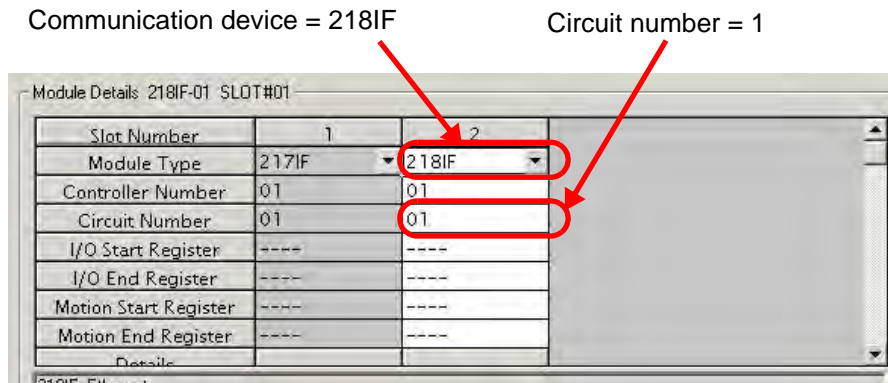 Communication device = 218IF
Circuit number = 1
Module Details 218IF-01 SLOT#01
Slot Number 1 2
Module Type 217IF 218IF
Controller Number 01 01
Circuit Number 01 01
I/O Start Register ---- ----
I/O End Register ---- ----
Motion Start Register ---- ----
Motion End Register ---- ----
Details
218IF